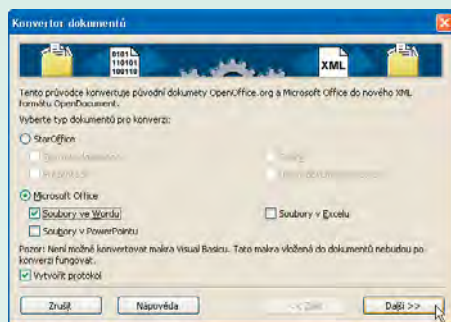 Konvertor dokumentů
0101
110101
100110
XML
Tento průvodce konvertuje původní dokumety OpenOffice.org a Microsoft Office do nového XML
formátu OpenDocument.
Vyberte typ dokumentů pro konverzi:
StarOffice
Microsoft Office
Soubory ve Wordu
Soubory v Excelu
Soubory v PowerPointu
Pozor: Není možné konvertovat makra Visual Basicu. Tato makra vložená do dokumentů nebudou po
konverzi fungovat.
Vytvořit protokol
Zrušit
Nápověda
<< Zpět
Další >>